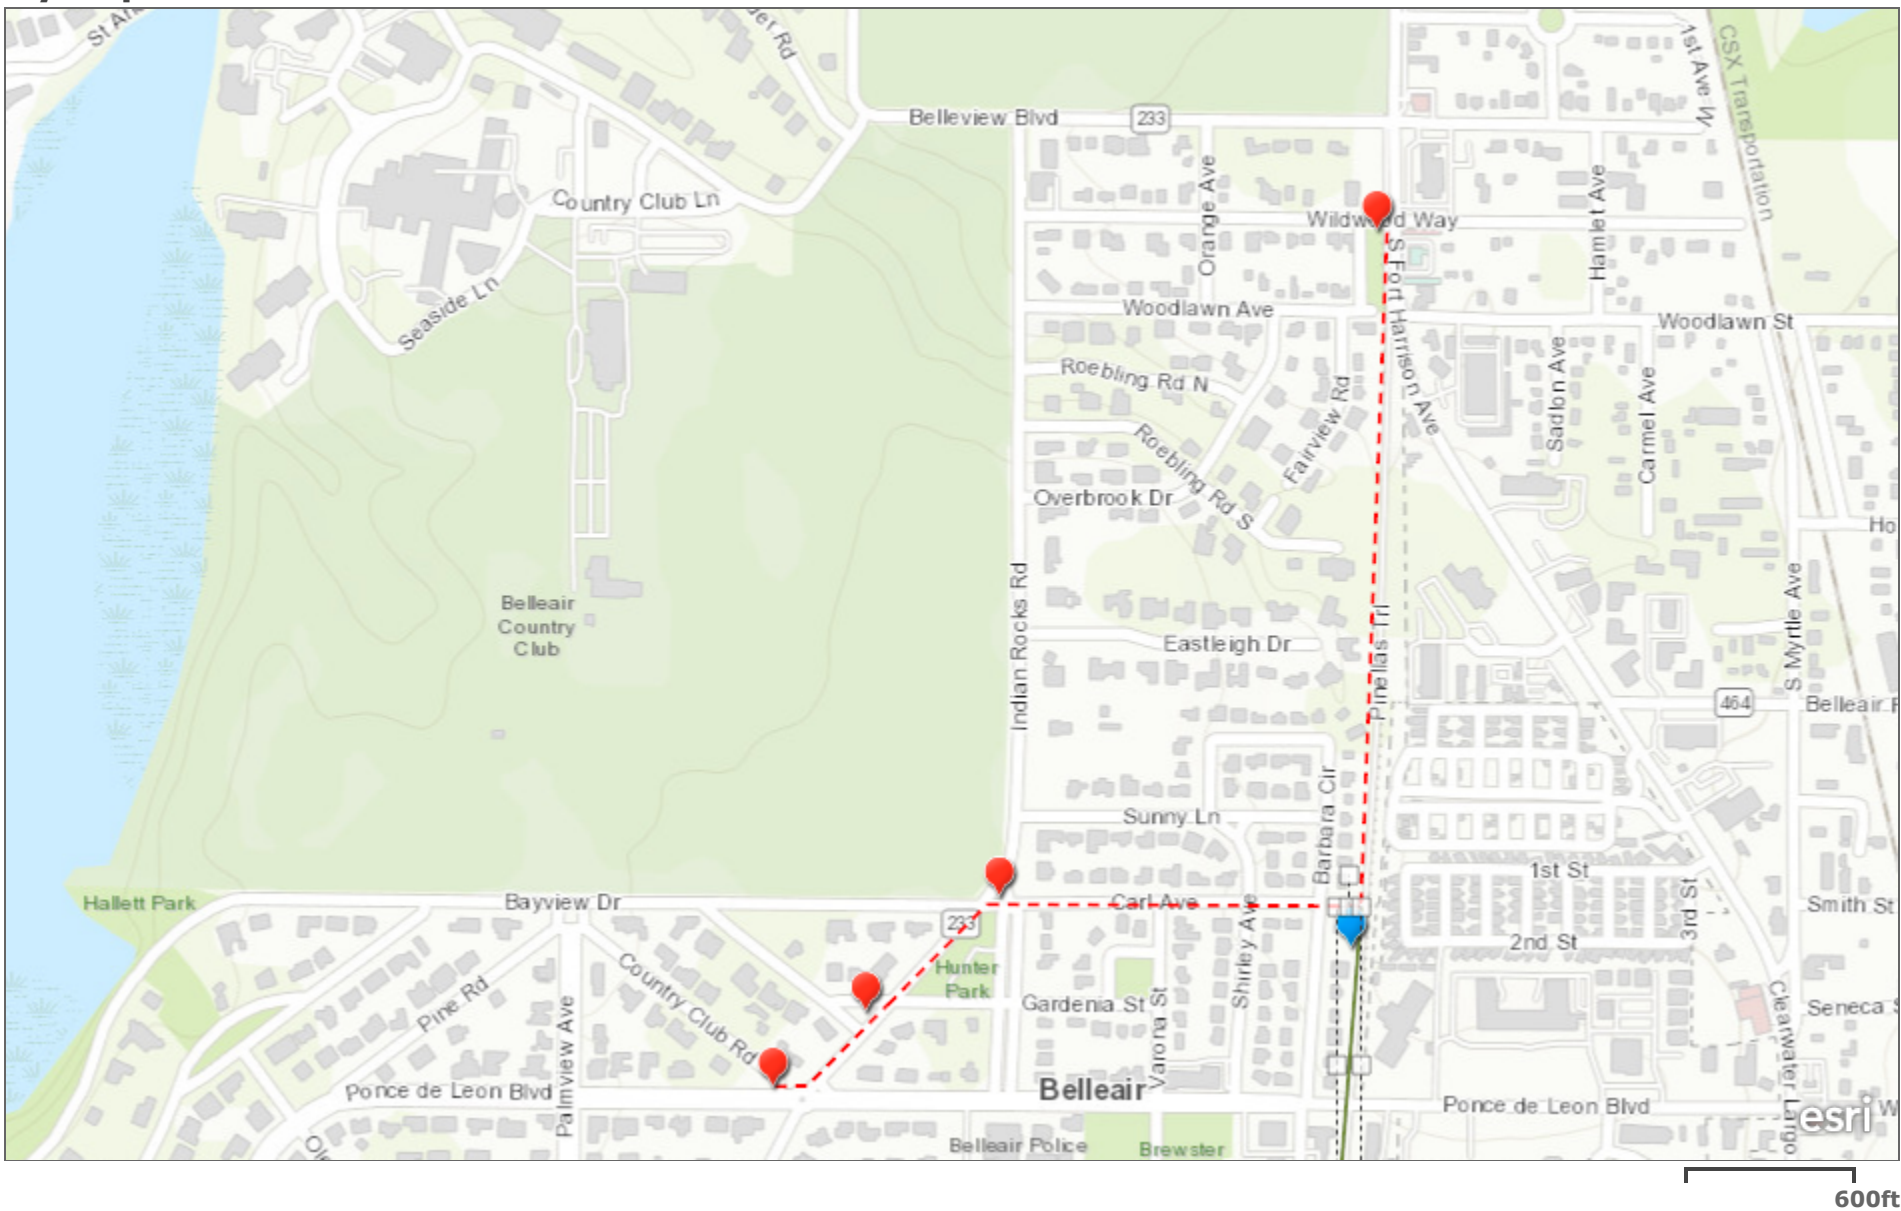 St
Belleview Blvd
233
1st Ave W
CSX Transportation
Country Club Ln
Orange Ave
Wildwood Way
Hamlet Ave
S Fort Harrison Ave
Seaside Ln
Woodlawn Ave
Woodlawn St
Roebling Rd N
Fairview Rd
Sadlon Ave
Carmel Ave
Roebling Rd S
Overbrook Dr
Ho
Belleair
Country
Club
Indian Rocks Rd
Pinellas Trl
Eastleigh Dr
S Myrtle Ave
464
Belleair
Sunny Ln
Barbara Cir
1st St
Hallett Park
Bayview Dr
Carl Ave
3rd St
Smith St
233
2nd St
Hunter
Park
Country Club Rd
Pine Rd
Shirley Ave
Gardenia St
Varona St
Seneca
Palmview Ave
Ponce de Leon Blvd
Belleair
Ponce de Leon Blvd
Clearwater Largo
esri
W
Belleair Police
Brewster
600ft